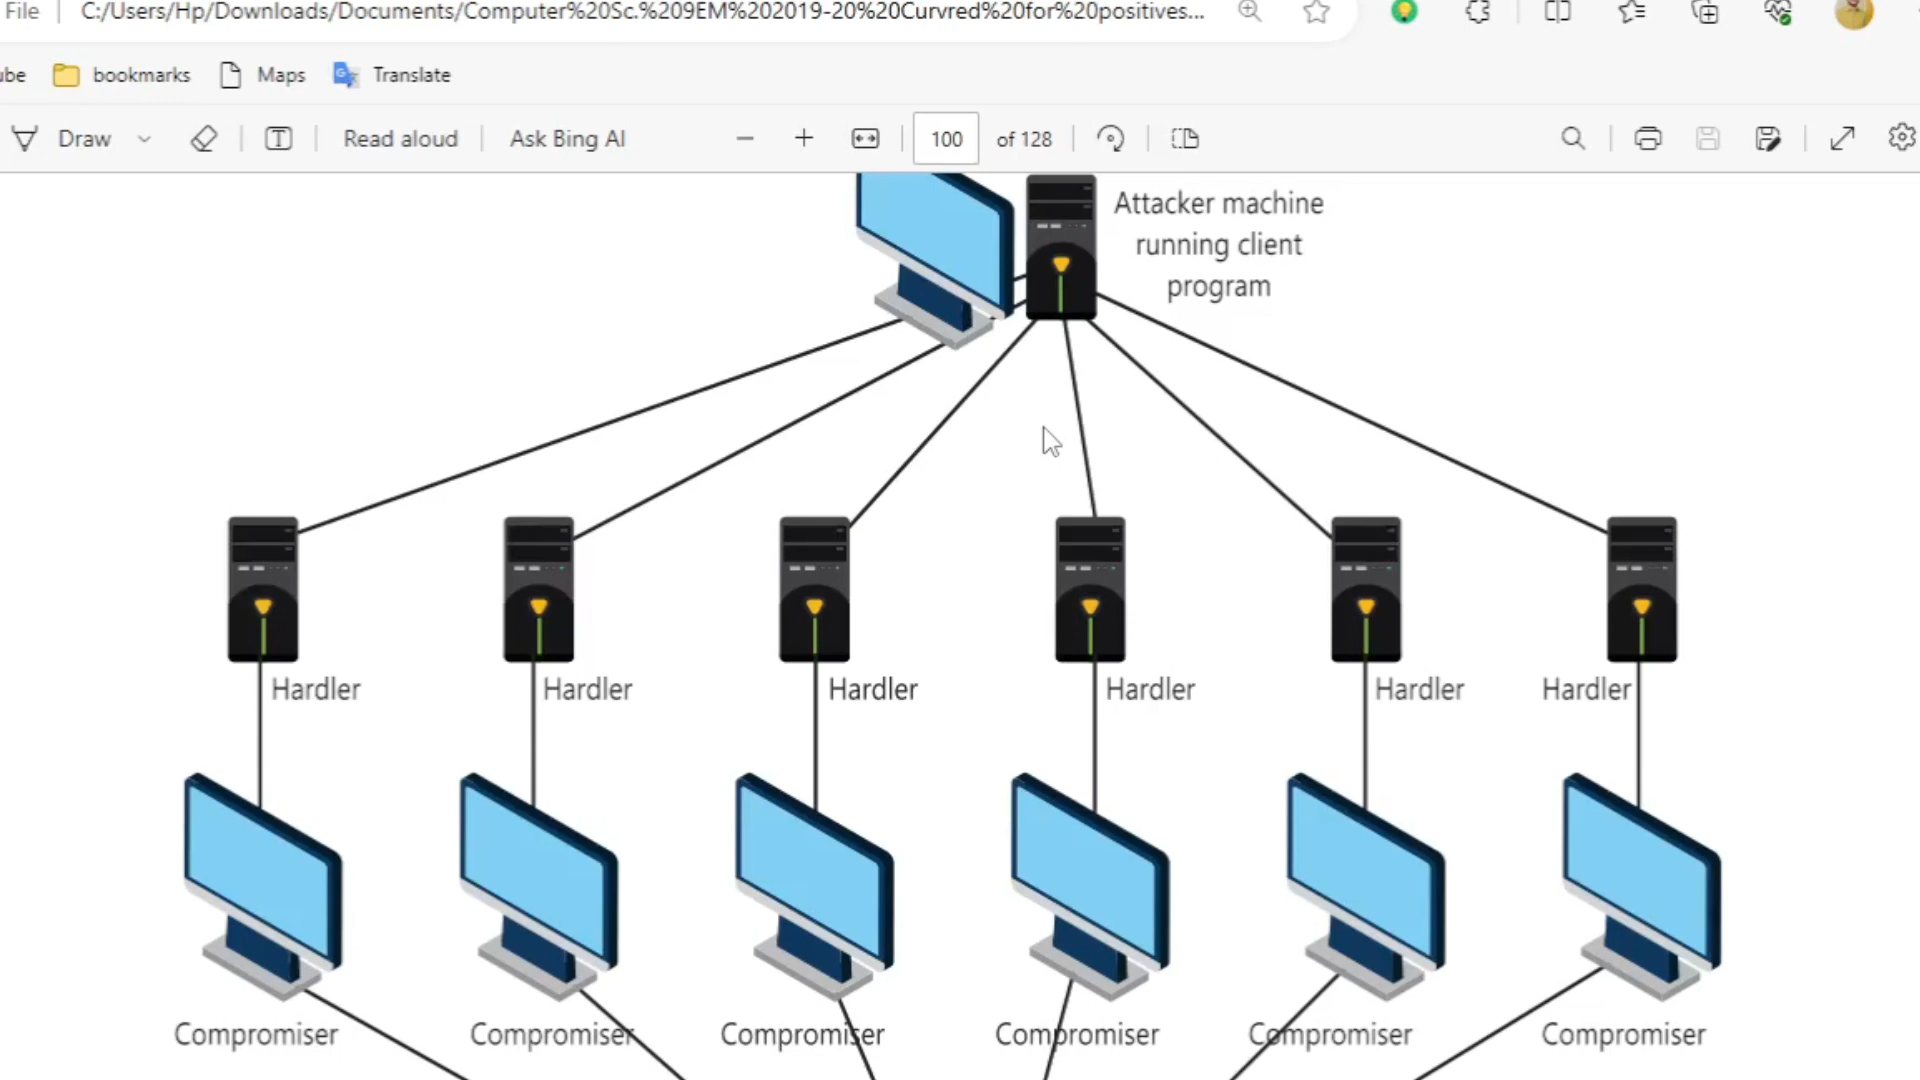 File C:/Users/Hp/Downloads/Documents/Computer%20Sc.%209EM%202019-20%20Curvred%20for%20positives...
ube bookmarks Maps Translate
Draw Read aloud Ask Bing AI 100 of 128
Attacker machine
running client
program
Hardler Hardler Hardler Hardler Hardler Hardler
Compromiser Compromiser Compromiser Compromiser Compromiser Compromiser